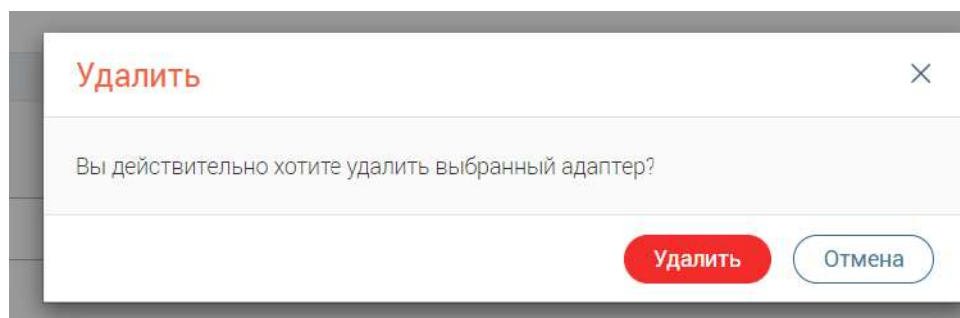 Удалить
Вы действительно хотите удалить выбранный адаптер?
Удалить Отмена